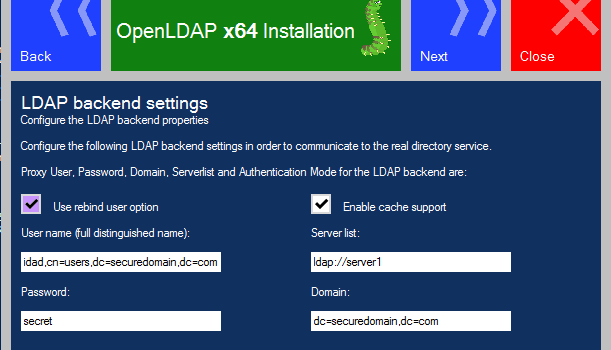 OpenLDAP x64 Installation
Back
Next
Close
LDAP backend settings
Configure the LDAP backend properties
Configure the following LDAP backend settings in order to communicate to the real directory service.
Proxy User, Password, Domain, Serverlist and Authentication Mode for the LDAP backend are:
Use rebind user option
Enable cache support
User name (full distinguished name):
Server list:
idad,cn=users,dc=securedomain,dc=com
ldap://server1
Password:
Domain:
secret
dc=securedomain,dc=com